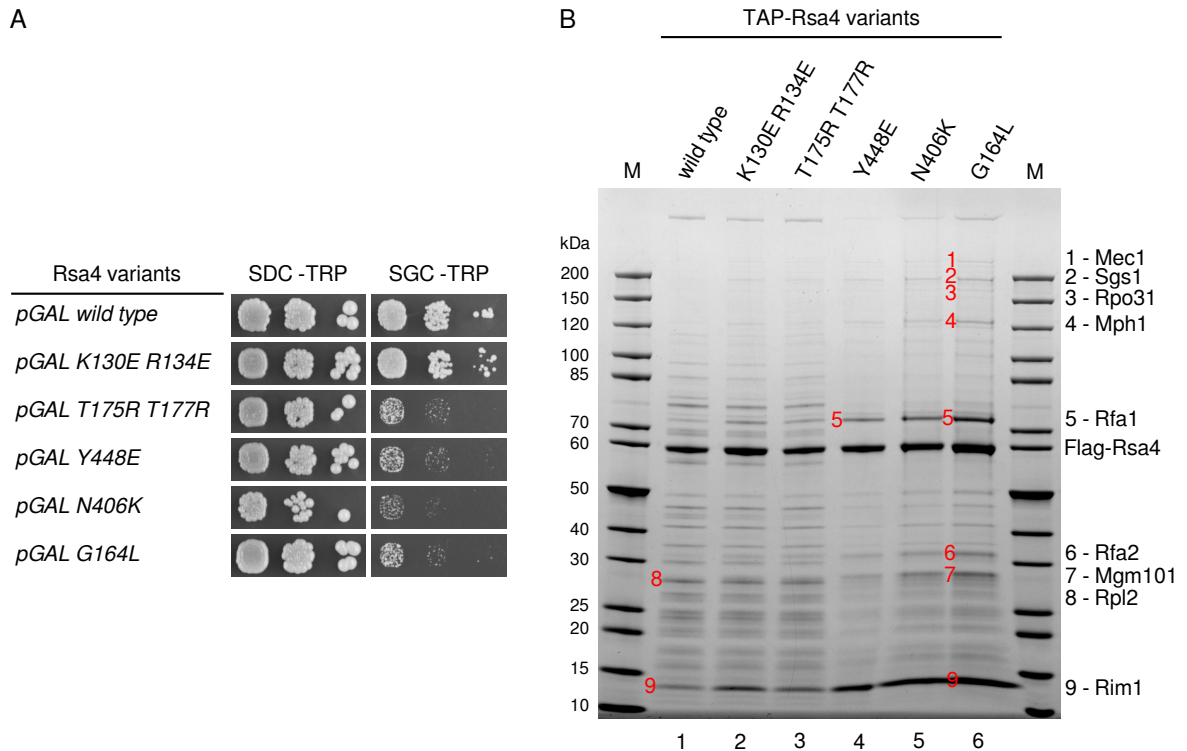 A
Rsa4 variants SDC -TRP SGC -TRP
pGAL wild type
pGAL K130E R134E
pGAL T175R T177R
pGAL Y448E
pGAL N406K
pGAL G164L
B
TAP-Rsa4 variants
M wild type K130E R134E T175R T177R Y448E N406K G164L M
kDa
200
150
120
100
85
70
60
50
40
30
25
20
15
10
1
2
3
4
5 5
6
8 7
9 9
1 - Mec1
2 - Sgs1
3 - Rpo31
4 - Mph1
5 - Rfa1
Flag-Rsa4
6 - Rfa2
7 - Mgm101
8 - Rpl2
9 - Rim1
1 2 3 4 5 6